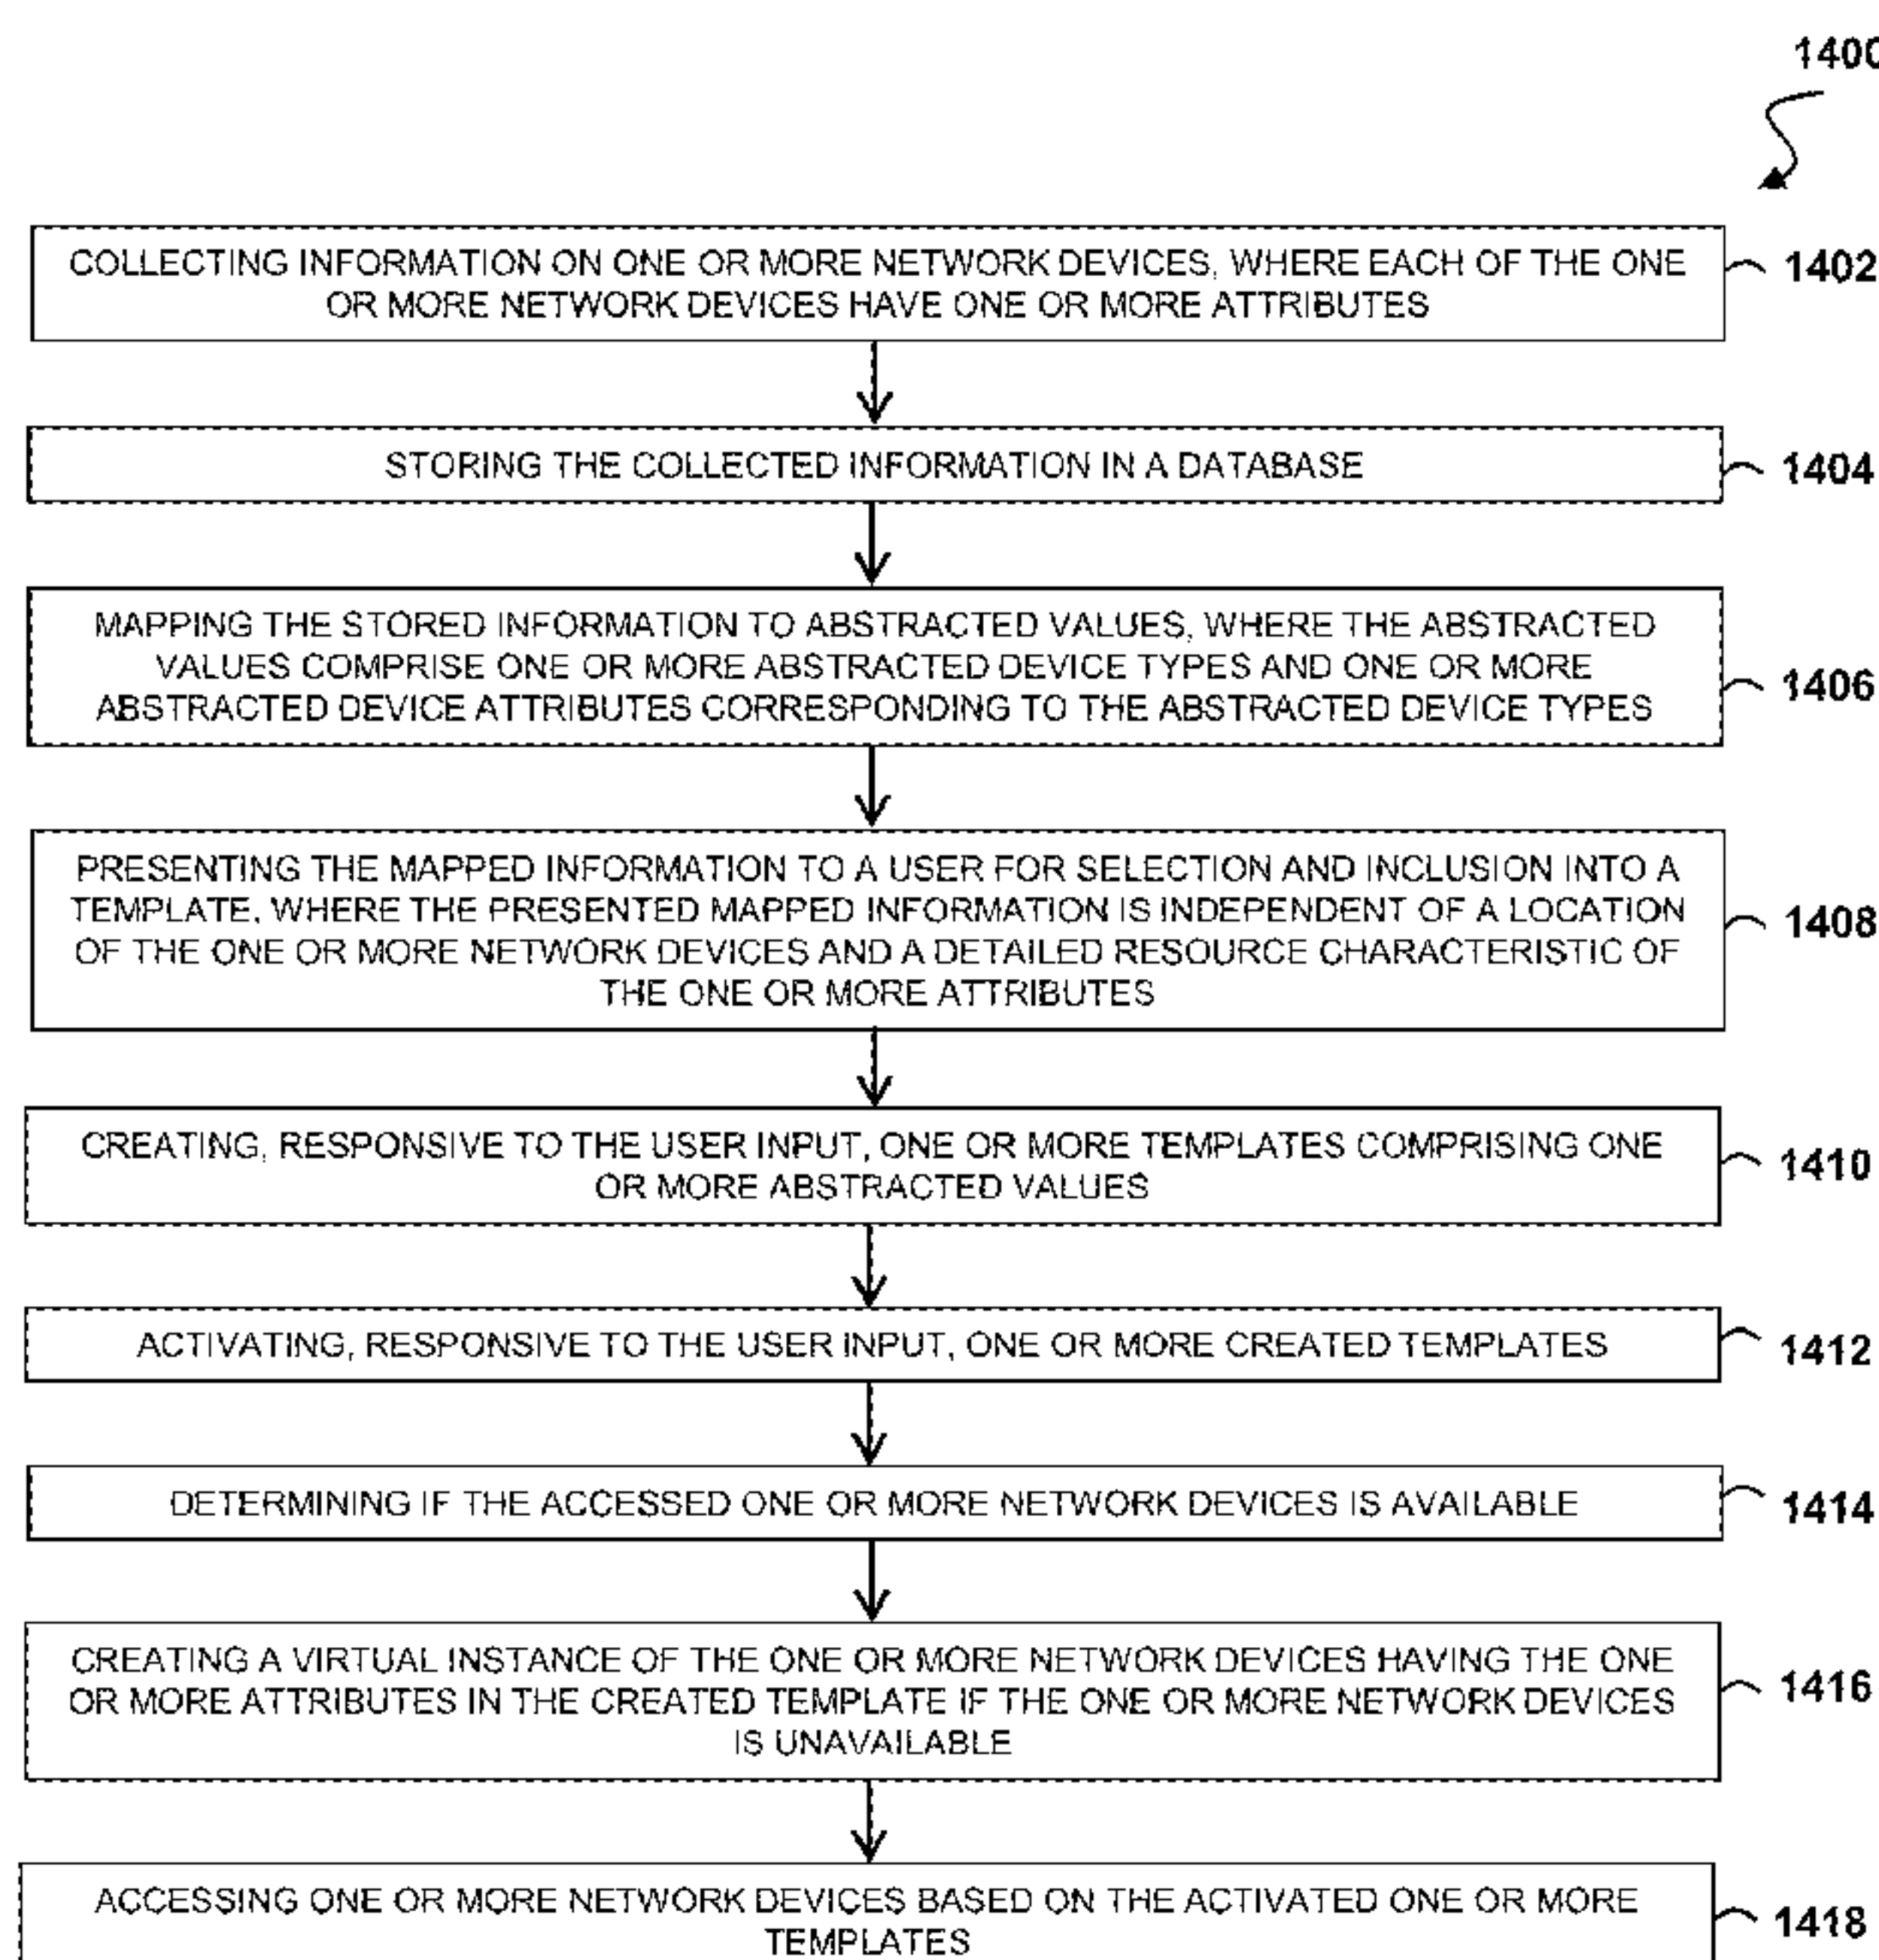 1400
COLLECTING INFORMATION ON ONE OR MORE NETWORK DEVICES, WHERE EACH OF THE ONE
OR MORE NETWORK DEVICES HAVE ONE OR MORE ATTRIBUTES
1402
STORING THE COLLECTED INFORMATION IN A DATABASE
1404
MAPPING THE STORED INFORMATION TO ABSTRACTED VALUES, WHERE THE ABSTRACTED
VALUES COMPRISE ONE OR MORE ABSTRACTED DEVICE TYPES AND ONE OR MORE
ABSTRACTED DEVICE ATTRIBUTES CORRESPONDING TO THE ABSTRACTED DEVICE TYPES
1406
PRESENTING THE MAPPED INFORMATION TO A USER FOR SELECTION AND INCLUSION INTO A
TEMPLATE, WHERE THE PRESENTED MAPPED INFORMATION IS INDEPENDENT OF A LOCATION
OF THE ONE OR MORE NETWORK DEVICES AND A DETAILED RESOURCE CHARACTERISTIC OF
THE ONE OR MORE ATTRIBUTES
1408
CREATING, RESPONSIVE TO THE USER INPUT, ONE OR MORE TEMPLATES COMPRISING ONE
OR MORE ABSTRACTED VALUES
1410
ACTIVATING, RESPONSIVE TO THE USER INPUT, ONE OR MORE CREATED TEMPLATES
1412
DETERMINING IF THE ACCESSED ONE OR MORE NETWORK DEVICES IS AVAILABLE
1414
CREATING A VIRTUAL INSTANCE OF THE ONE OR MORE NETWORK DEVICES HAVING THE ONE
OR MORE ATTRIBUTES IN THE CREATED TEMPLATE IF THE ONE OR MORE NETWORK DEVICES
IS UNAVAILABLE
1416
ACCESSING ONE OR MORE NETWORK DEVICES BASED ON THE ACTIVATED ONE OR MORE
TEMPLATES
1418